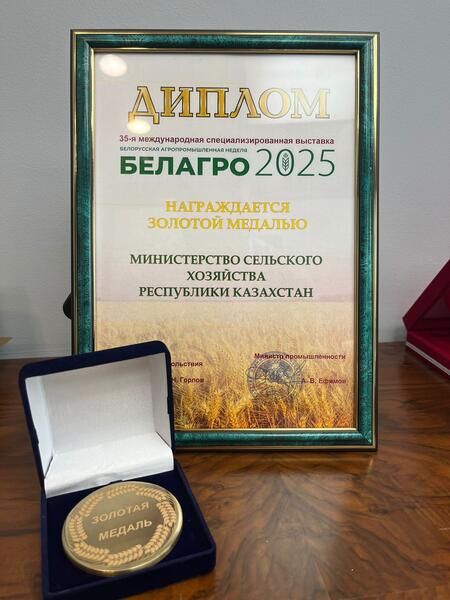 ДИПЛОМ
35-я международная специализированная выставка
БЕЛОРУССКАЯ АГРОПРОМЫШЛЕННАЯ НЕДЕЛЯ
БЕЛАГРО 2025
НАГРАЖДАЕТСЯ
ЗОЛОТОЙ МЕДАЛЬЮ
МИНИСТЕРСТВО СЕЛЬСКОГО
ХОЗЯЙСТВА
РЕСПУБЛИКИ КАЗАХСТАН
Министр промышленности
А. В. Ефимов
Горлов
ЗОЛОТАЯ
МЕДАЛЬ